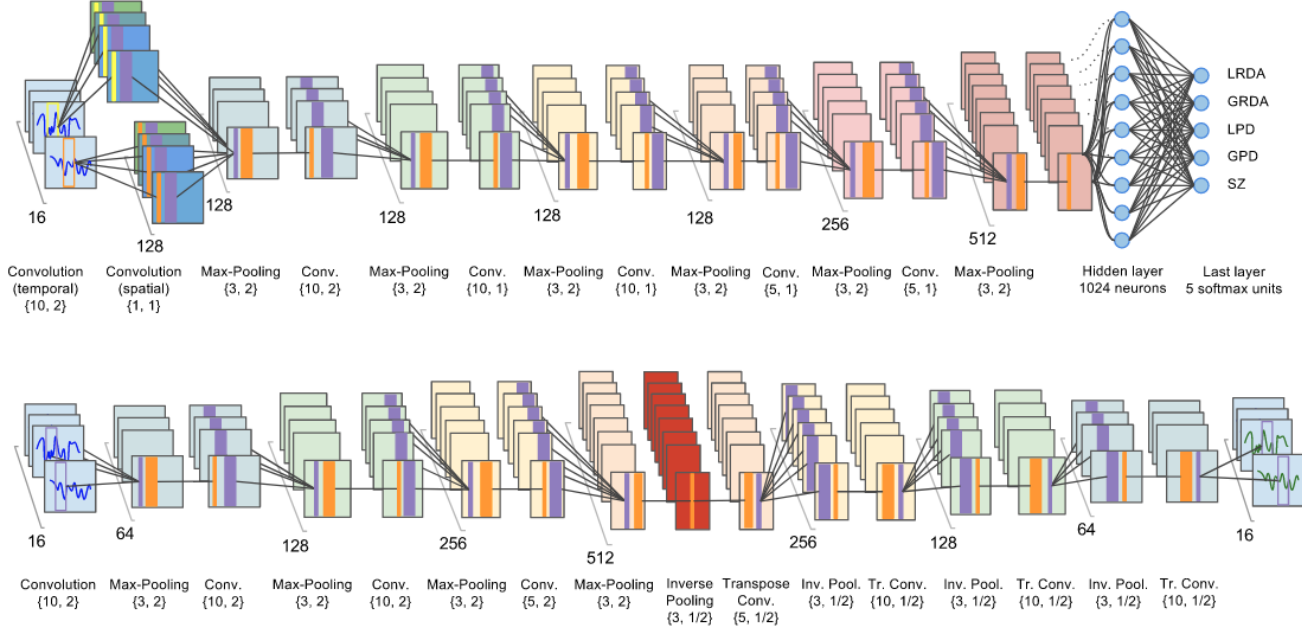 LRDA
GRDA
LPD
GPD
SZ
16
128
128
128
128
128
256
512
Convolution (temporal) {10, 2}
Convolution (spatial) {1, 1}
Max-Pooling {3, 2}
Conv. {10, 2}
Max-Pooling {3, 2}
Conv. {10, 1}
Max-Pooling {3, 2}
Conv. {10, 1}
Max-Pooling {3, 2}
Conv. {5, 1}
Max-Pooling {3, 2}
Conv. {5, 1}
Max-Pooling {3, 2}
Hidden layer 1024 neurons
Last layer 5 softmax units
16
64
128
256
512
256
128
64
16
Convolution {10, 2}
Max-Pooling {3, 2}
Conv. {10, 2}
Max-Pooling {3, 2}
Conv. {10, 2}
Max-Pooling {3, 2}
Conv. {5, 2}
Max-Pooling {3, 2}
Inverse Pooling {3, 1/2}
Transpose Conv. {5, 1/2}
Inv. Pool. {3, 1/2}
Tr. Conv. {10, 1/2}
Inv. Pool. {3, 1/2}
Tr. Conv. {10, 1/2}
Inv. Pool. {3, 1/2}
Tr. Conv. {10, 1/2}